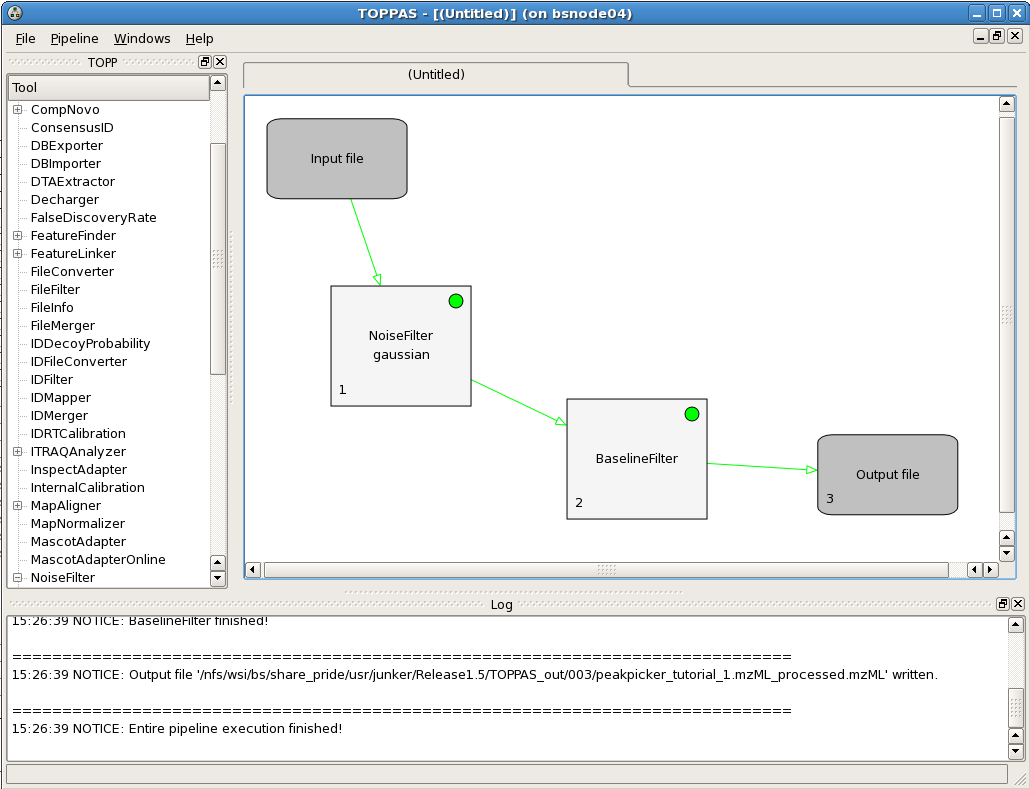 TOPPAS - [(Untitled)] (on bsnode04)
File Pipeline Windows Help
TOPP
Tool
CompNovo
ConsensusID
DBExporter
DBImporter
DTAExtractor
Decharger
FalseDiscoveryRate
FeatureFinder
FeatureLinker
FileConverter
FileFilter
FileInfo
FileMerger
IDDecoyProbability
IDFileConverter
IDFilter
IDMapper
IDMerger
IDRTCalibration
ITRAQAnalyzer
InspectAdapter
InternalCalibration
MapAligner
MapNormalizer
MascotAdapter
MascotAdapterOnline
NoiseFilter
(Untitled)
Input file
NoiseFilter
gaussian
1
BaselineFilter
2
Output file
3
Log
15:26:39 NOTICE: BaselineFilter finished!
==============================================================================
15:26:39 NOTICE: Output file '/nfs/wsi/bs/share_pride/usr/junker/Release1.5/TOPPAS_out/003/peakpicker_tutorial_1.mzML_processed.mzML' written.
==============================================================================
15:26:39 NOTICE: Entire pipeline execution finished!